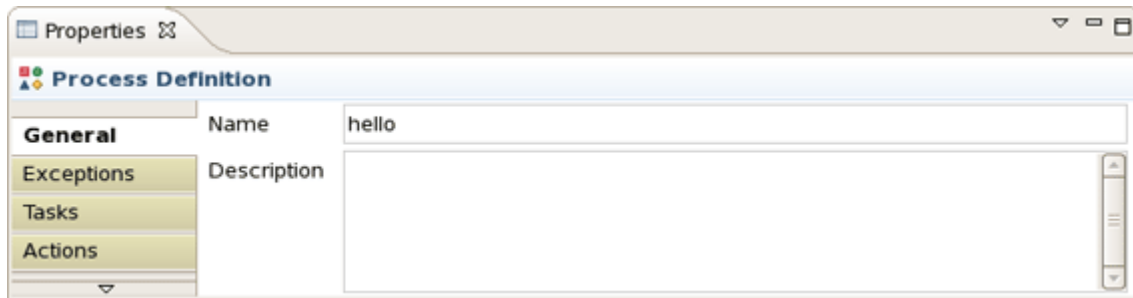 Properties
Process Definition
General
Name
hello
Exceptions
Description
Tasks
Actions